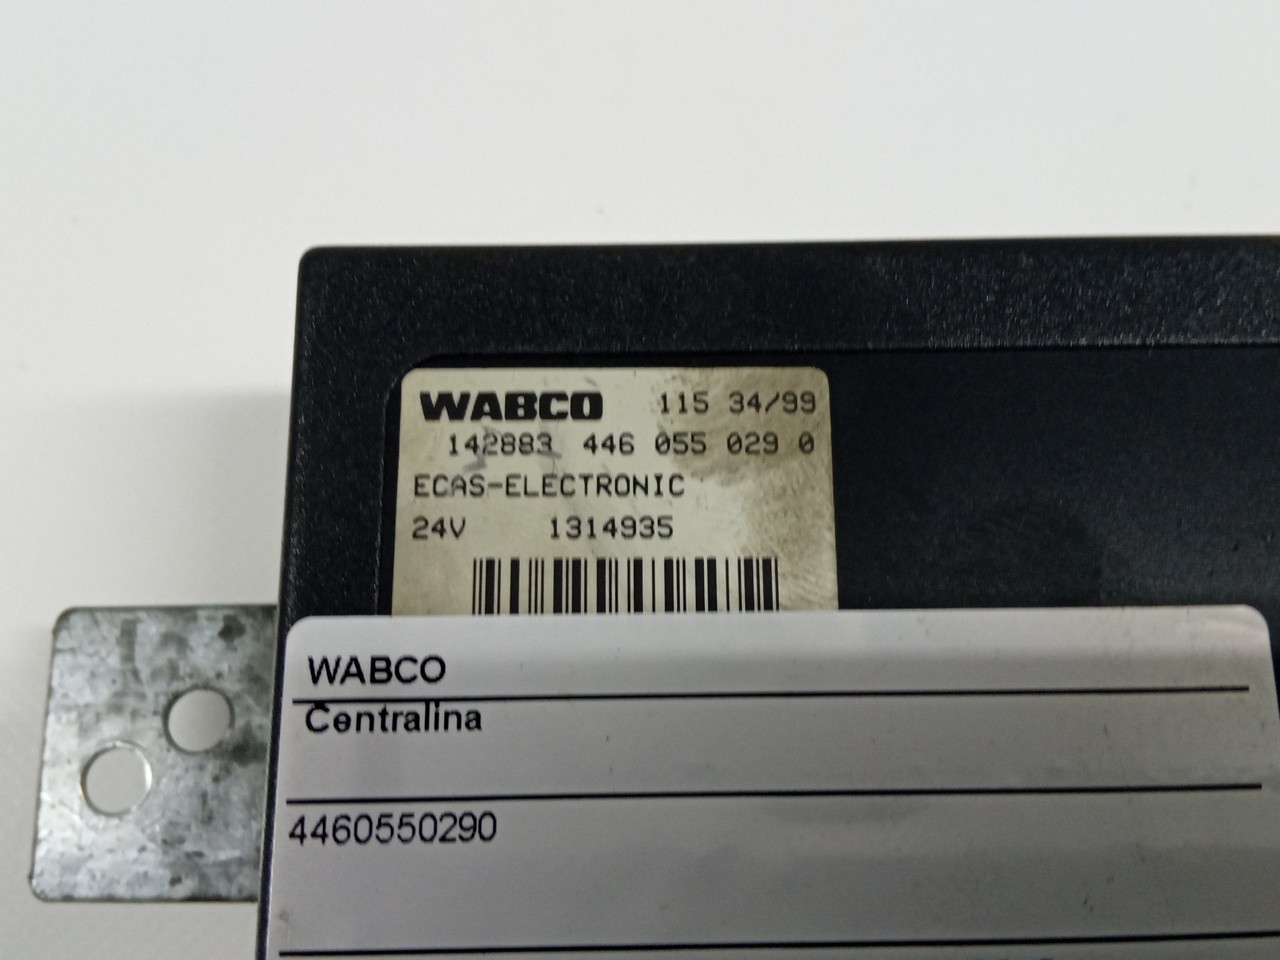 WABCO 115 34/99
142883 446 055 029 0
ECAS-ELECTRONIC
24V 1314935
WABCO
Centralina
4460550290